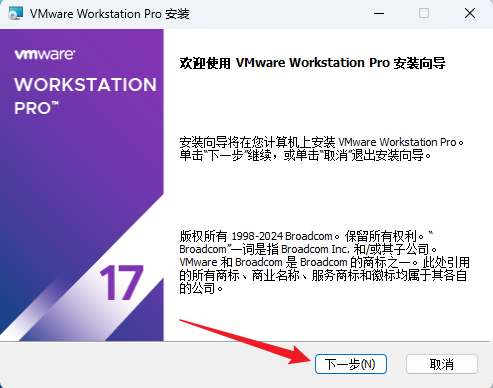 VMware Workstation Pro 安装
vmware
WORKSTATION
PRO™
17
欢迎使用 VMware Workstation Pro 安装向导
安装向导将在您计算机上安装 VMware Workstation Pro。
单击“下一步”继续，或单击“取消”退出安装向导。
版权所有 1998-2024 Broadcom。保留所有权利。“
Broadcom”一词是指 Broadcom Inc. 和/或其子公司。
VMware 和 Broadcom 是 Broadcom 的商标之一。此处引用
的所有商标、商业名称、服务商标和徽标均属于其各自
的公司。
下一步(N)
取消